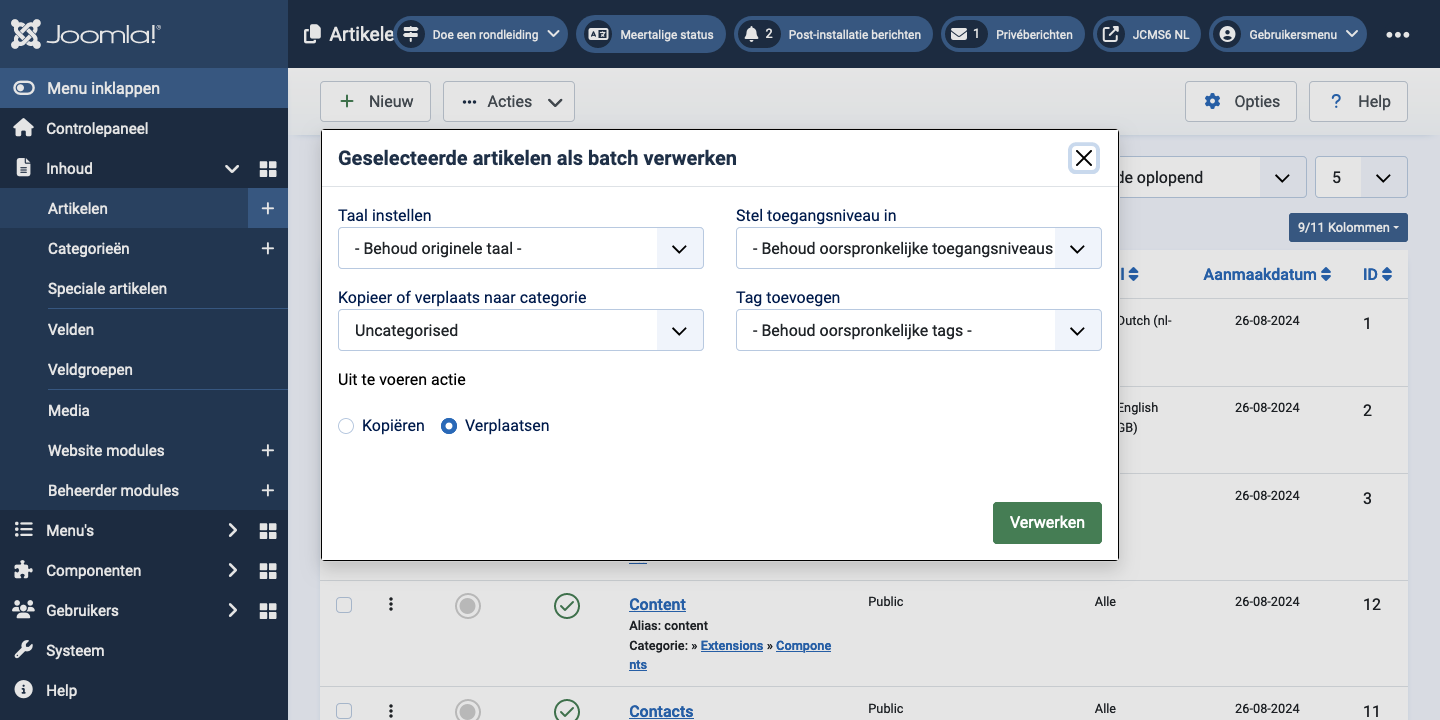 Joomla!®
Artikele
Doe een rondleiding
Meertalige status
2 Post-installatie berichten
1 Privéberichten
JCMS6 NL
Gebruikersmenu
Menu inklappen
Controlepaneel
Inhoud
Artikelen
Categorieën
Speciale artikelen
Velden
Veldgroepen
Media
Website modules
Beheerder modules
Menu's
Componenten
Gebruikers
Systeem
Help
Nieuw
Acties
Opties
? Help
Geselecteerde artikelen als batch verwerken
Taal instellen
- Behoud originele taal -
Stel toegangsniveau in
- Behoud oorspronkelijke toegangsniveaus
Kopieer of verplaats naar categorie
Uncategorised
Tag toevoegen
- Behoud oorspronkelijke tags -
Uit te voeren actie
Kopiëren
Verplaatsen
Verwerken
de oplopend
5
9/11 Kolommen
l Aanmaakdatum ID
Dutch (nl- 26-08-2024 1
English 26-08-2024 2
GB)
26-08-2024 3
Content Public Alle 26-08-2024 12
Alias: content
Categorie: » Extensions » Compone
nts
Contacts Public Alle 26-08-2024 11